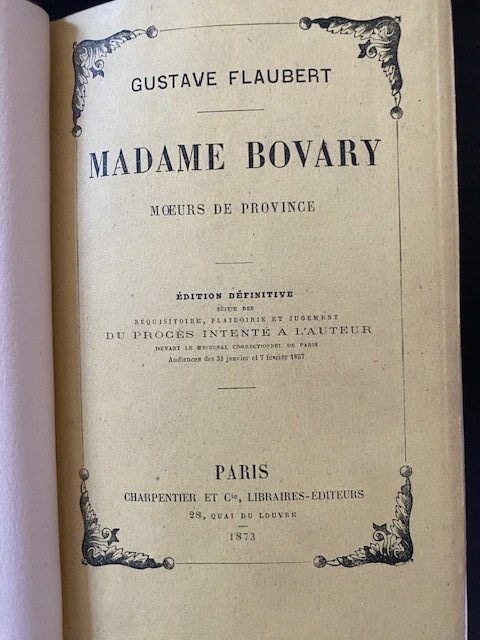 GUSTAVE FLAUBERT
MADAME BOVARY
MŒURS DE PROVINCE
ÉDITION DÉFINITIVE
SUIVIE DES
RÉQUISITOIRE, PLAIDOIRIE ET JUGEMENT
DU PROCÈS INTENTÉ A L'AUTEUR
DEVANT LE TRIBUNAL CORRECTIONNEL DE PARIS
Audiences des 31 janvier et 7 février 1857
PARIS
CHARPENTIER ET Cie, LIBRAIRES-EDITEURS
28, QUAI DU LOUVRE
1873